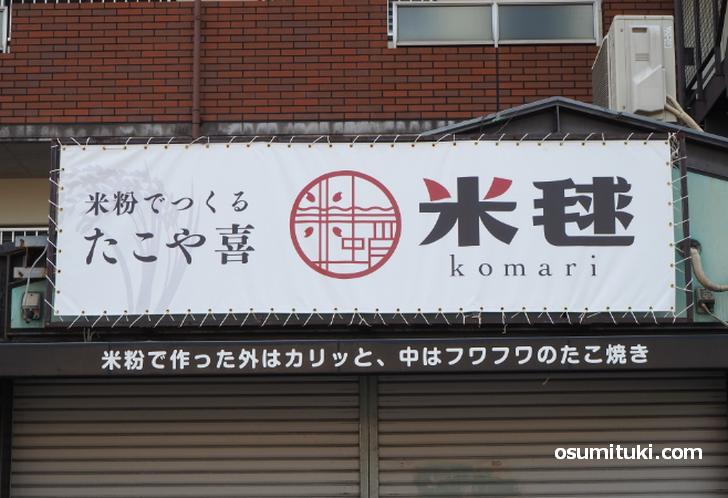 米粉でつくる
たこや喜
米毬
komari
米粉で作った外はカリッと、中はフワフワのたこ焼き
osumituki.com